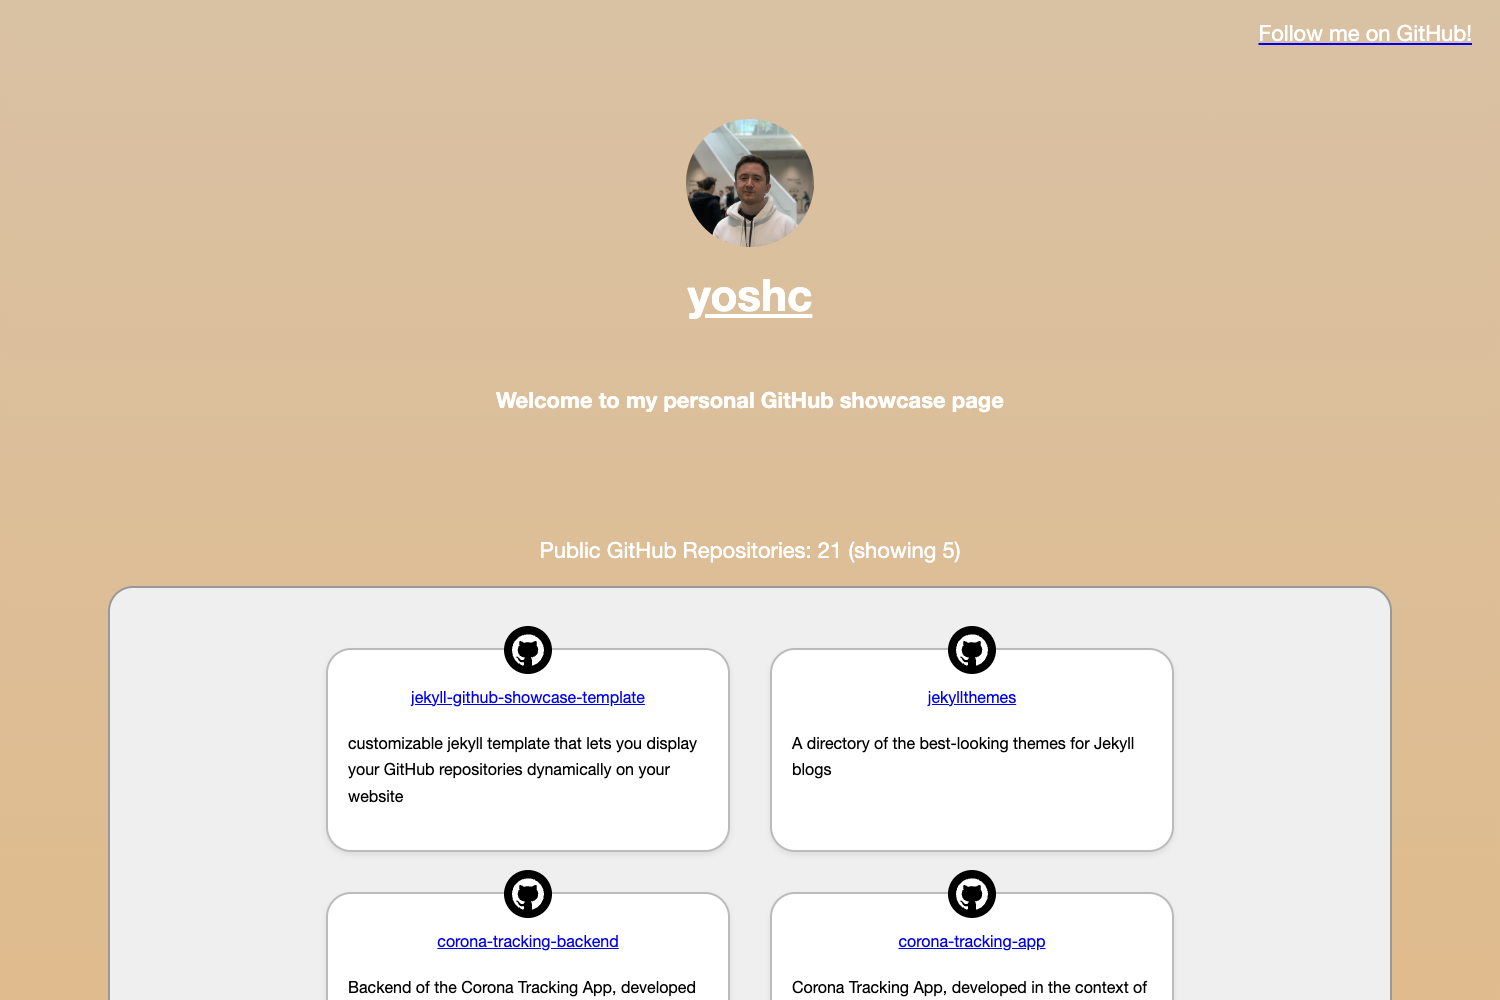 Follow me on GitHub!
yoshc
Welcome to my personal GitHub showcase page
Public GitHub Repositories: 21 (showing 5)
jekyll-github-showcase-template
customizable jekyll template that lets you display
your GitHub repositories dynamically on your
website
jekyllthemes
A directory of the best-looking themes for Jekyll
blogs
corona-tracking-backend
Backend of the Corona Tracking App, developed
corona-tracking-app
Corona Tracking App, developed in the context of